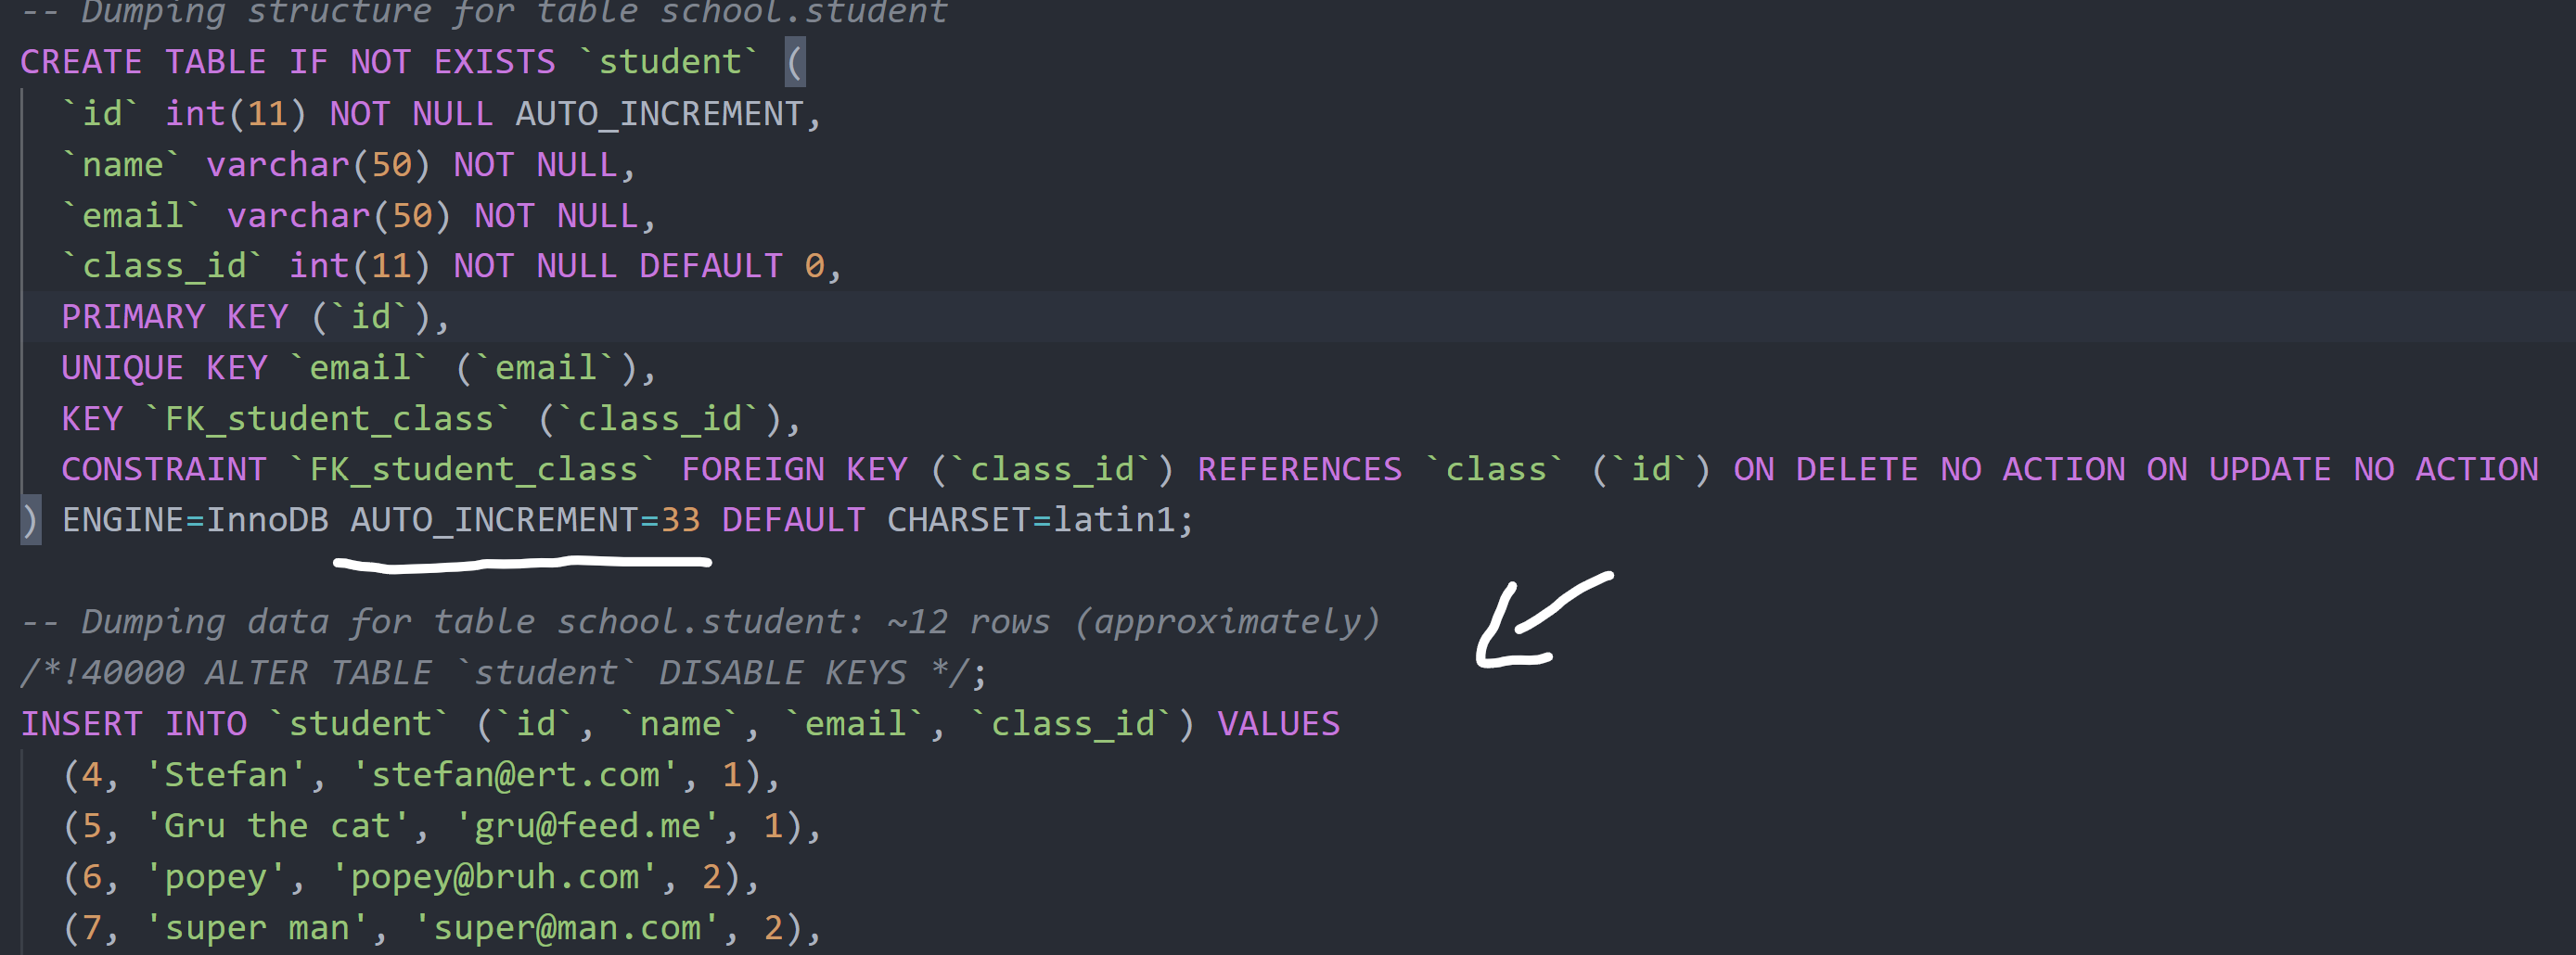 -- Dumping structure for table school.student
CREATE TABLE IF NOT EXISTS `student` (
`id` int(11) NOT NULL AUTO_INCREMENT,
`name` varchar(50) NOT NULL,
`email` varchar(50) NOT NULL,
`class_id` int(11) NOT NULL DEFAULT 0,
PRIMARY KEY (`id`),
UNIQUE KEY `email` (`email`),
KEY `FK_student_class` (`class_id`),
CONSTRAINT `FK_student_class` FOREIGN KEY (`class_id`) REFERENCES `class` (`id`) ON DELETE NO ACTION ON UPDATE NO ACTION
) ENGINE=InnoDB AUTO_INCREMENT=33 DEFAULT CHARSET=latin1;
-- Dumping data for table school.student: ~12 rows (approximately)
/*!40000 ALTER TABLE `student` DISABLE KEYS */;
INSERT INTO `student` (`id`, `name`, `email`, `class_id`) VALUES
(4, 'Stefan', 'stefan@ert.com', 1),
(5, 'Gru the cat', 'gru@feed.me', 1),
(6, 'popey', 'popey@bruh.com', 2),
(7, 'super man', 'super@man.com', 2),